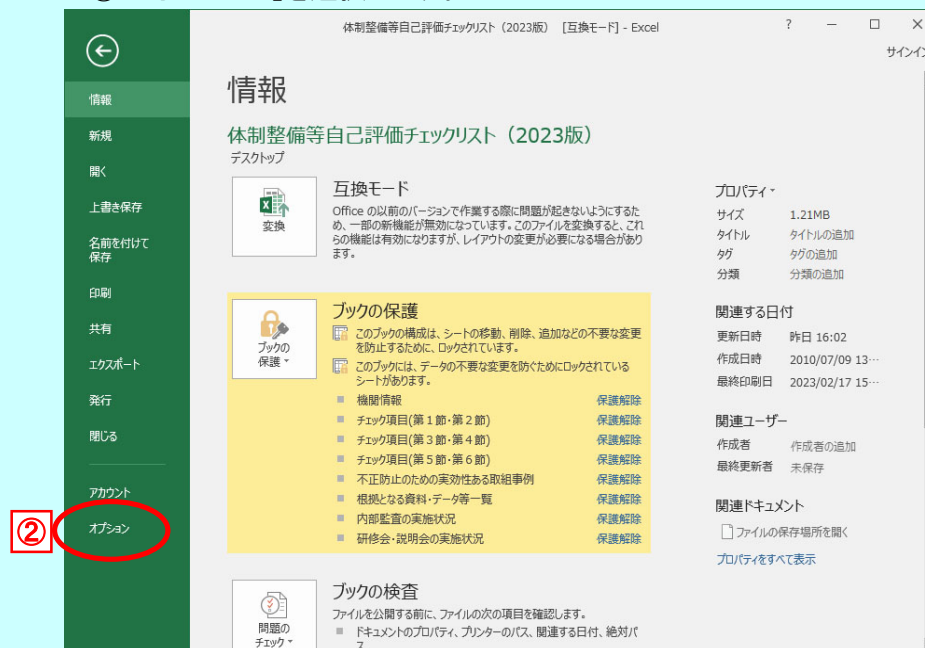 体制整備等自己評価チェックリスト（2023版） [互換モード] - Excel
?
サインイン
情報
新規
開く
上書き保存
名前を付けて
保存
印刷
共有
エクスポート
発行
閉じる
アカウント
②
オプション
情報
体制整備等自己評価チェックリスト（2023版）
デスクトップ
変換
互換モード
Office の以前のバージョンで作業する際に問題が起きないようにするた
め、一部の新機能が無効になっています。このファイルを変換すると、これ
らの機能は有効になりますが、レイアウトの変更が必要になる場合があり
ます。
ブックの
保護
ブックの保護
このブックの構成は、シートの移動、削除、追加などの不要な変更
を防止するために、ロックされています。
このブックには、データの不要な変更を防ぐためにロックされている
シートがあります。
機関情報 保護解除
チェック項目(第１節・第２節) 保護解除
チェック項目(第３節・第４節) 保護解除
チェック項目(第５節・第６節) 保護解除
不正防止のための実効性ある取組事例 保護解除
根拠となる資料・データ等一覧 保護解除
内部監査の実施状況 保護解除
研修会・説明会の実施状況 保護解除
問題の
チェック
ブックの検査
ファイルを公開する前に、ファイルの次の項目を確認します。
ドキュメントのプロパティ、プリンターのパス、関連する日付、絶対パ
ス
プロパティ
サイズ 1.21MB
タイトル タイトルの追加
タグ タグの追加
分類 分類の追加
関連する日付
更新日時 昨日 16:02
作成日時 2010/07/09 13…
最終印刷日 2023/02/17 15…
関連ユーザー
作成者 作成者の追加
最終更新者 未保存
関連ドキュメント
ファイルの保存場所を開く
プロパティをすべて表示